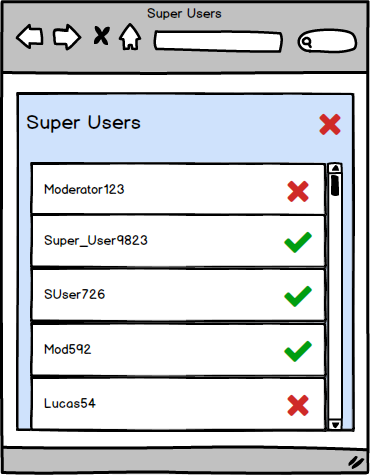 Super Users
Super Users
Moderator123
Super_User9823
SUser726
Mod592
Lucas54